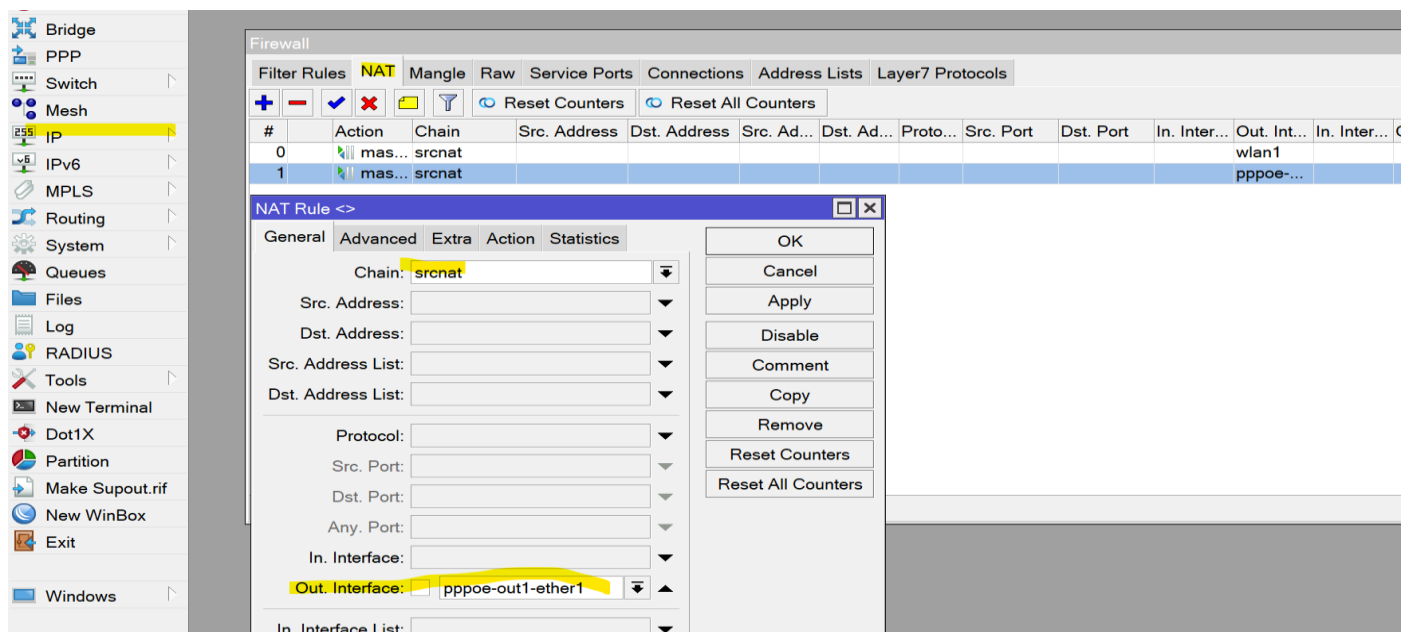 Bridge
PPP
Switch
Mesh
255
IP
v6
IPv6
MPLS
Routing
System
Queues
Files
Log
RADIUS
Tools
New Terminal
Dot1X
Partition
Make Supout.rif
New WinBox
Exit
Windows
Firewall
Filter Rules NAT Mangle Raw Service Ports Connections Address Lists Layer7 Protocols
Reset Counters Reset All Counters
# Action Chain Src. Address Dst. Address Src. Ad... Dst. Ad... Proto... Src. Port Dst. Port In. Inter... Out. Int... In. Inter...
0 mas... srcnat wlan1
1 mas... srcnat pppoe-...
NAT Rule <>
General Advanced Extra Action Statistics
Chain: srcnat
Src. Address:
Dst. Address:
Src. Address List:
Dst. Address List:
Protocol:
Src. Port:
Dst. Port:
Any. Port:
In. Interface:
Out. Interface: pppoe-out1-ether1
In. Interface List:
OK
Cancel
Apply
Disable
Comment
Copy
Remove
Reset Counters
Reset All Counters